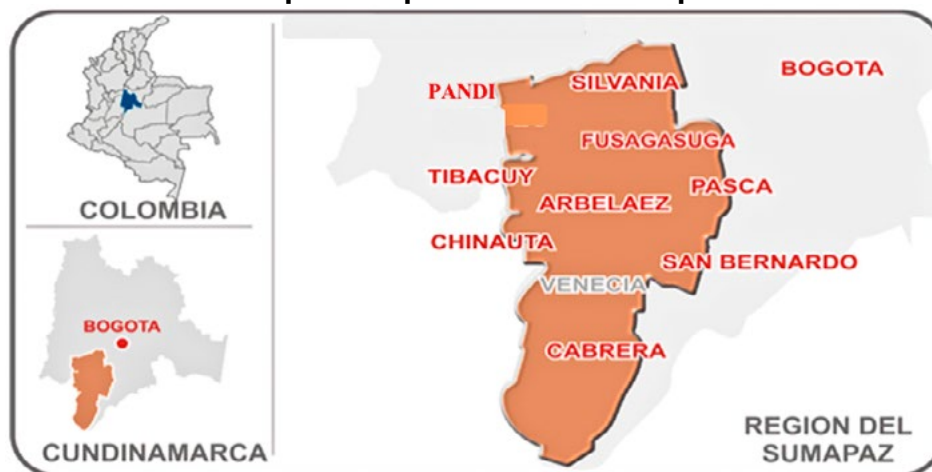 COLOMBIA
BOGOTA
CUNDINAMARCA
PANDI
SILVANIA
BOGOTA
FUSAGASUGA
TIBACUY
PASCA
ARBELAEZ
CHINAUTA
SAN BERNARDO
VENECIA
CABRERA
REGION DEL
SUMAPAZ